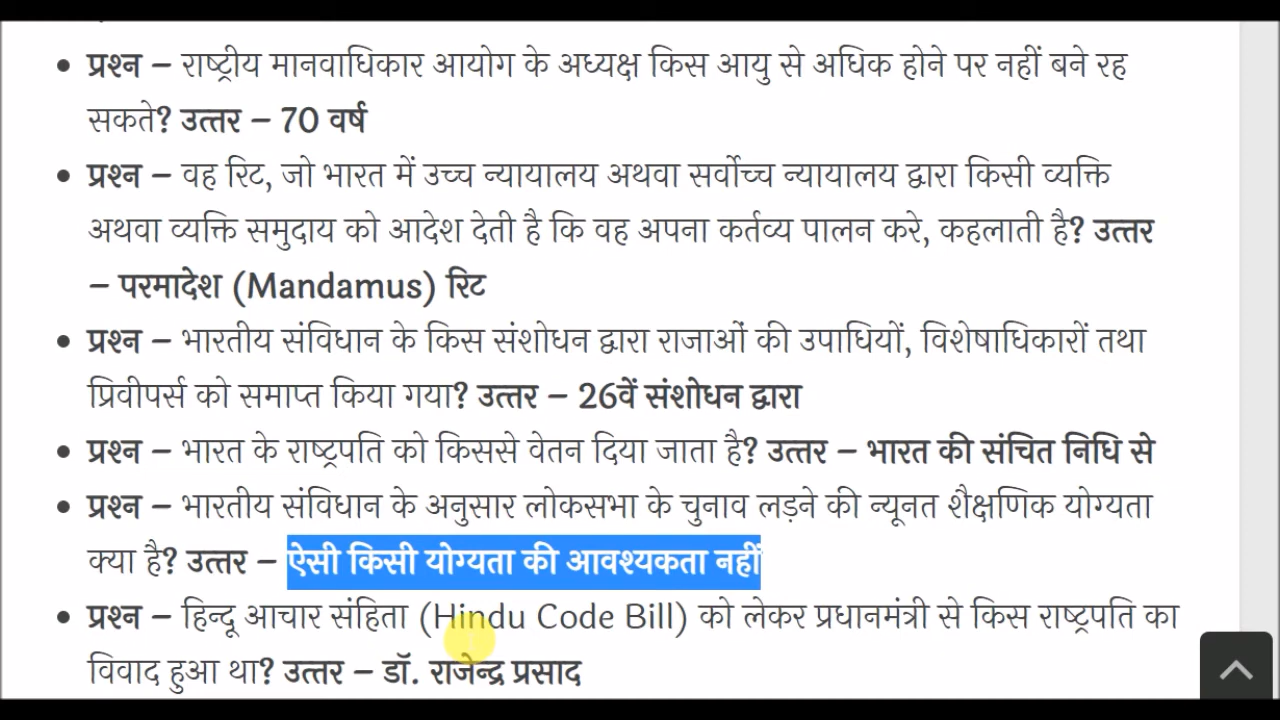 • प्रश्न – राष्ट्रीय मानवाधिकार आयोग के अध्यक्ष किस आयु से अधिक होने पर नहीं बने रह
सकते? उत्तर – 70 वर्ष
• प्रश्न – वह रिट, जो भारत में उच्च न्यायालय अथवा सर्वोच्च न्यायालय द्वारा किसी व्यक्ति
अथवा व्यक्ति समुदाय को आदेश देती है कि वह अपना कर्तव्य पालन करे, कहलाती है? उत्तर
– परमादेश (Mandamus) रिट
• प्रश्न – भारतीय संविधान के किस संशोधन द्वारा राजाओं की उपाधियों, विशेषाधिकारों तथा
प्रिवीपर्स को समाप्त किया गया? उत्तर – 26वें संशोधन द्वारा
• प्रश्न – भारत के राष्ट्रपति को किससे वेतन दिया जाता है? उत्तर – भारत की संचित निधि से
• प्रश्न – भारतीय संविधान के अनुसार लोकसभा के चुनाव लड़ने की न्यूनत शैक्षणिक योग्यता
क्या है? उत्तर – ऐसी किसी योग्यता की आवश्यकता नहीं
• प्रश्न – हिन्दू आचार संहिता (Hindu Code Bill) को लेकर प्रधानमंत्री से किस राष्ट्रपति का
विवाद हुआ था? उत्तर – डॉ. राजेन्द्र प्रसाद